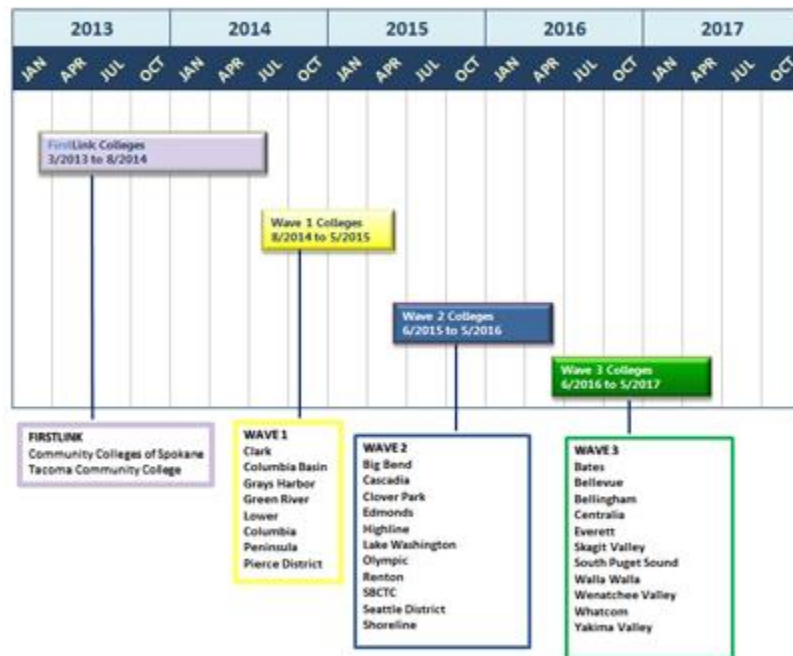 2013 2014 2015 2016 2017
JAN APR JUL OCT JAN APR JUL OCT JAN APR JUL OCT JAN APR JUL OCT JAN APR JUL OCT
FirstLink Colleges
3/2013 to 8/2014
Wave 1 Colleges
8/2014 to 5/2015
Wave 2 Colleges
6/2015 to 5/2016
Wave 3 Colleges
6/2016 to 5/2017
FIRSTLINK
Community Colleges of Spokane
Tacoma Community College
WAVE 1
Clark
Columbia Basin
Grays Harbor
Green River
Lower
Columbia
Peninsula
Pierce District
WAVE 2
Big Bend
Cascadia
Clover Park
Edmonds
Highline
Lake Washington
Olympic
Renton
SBCTC
Seattle District
Shoreline
WAVE 3
Bates
Bellevue
Bellingham
Centralia
Everett
Skagit Valley
South Puget Sound
Walla Walla
Wenatchee Valley
Whatcom
Yakima Valley